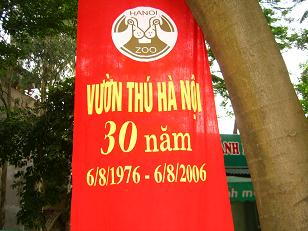 HANOI
ZOO
VƯỜN THÚ HÀ NỘI
30 năm
6/8/1976 - 6/8/2006